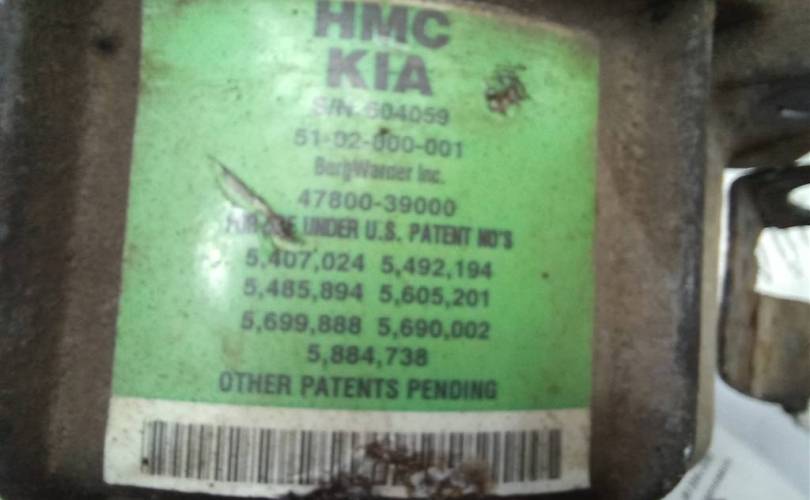 HMC
KIA
S/N 604059
51-02-000-001
BorgWarner Inc.
47800-39000
FOR USE UNDER U.S. PATENT NO'S
5,407,024 5,492,194
5,485,894 5,605,201
5,699,888 5,690,002
5,884,738
OTHER PATENTS PENDING